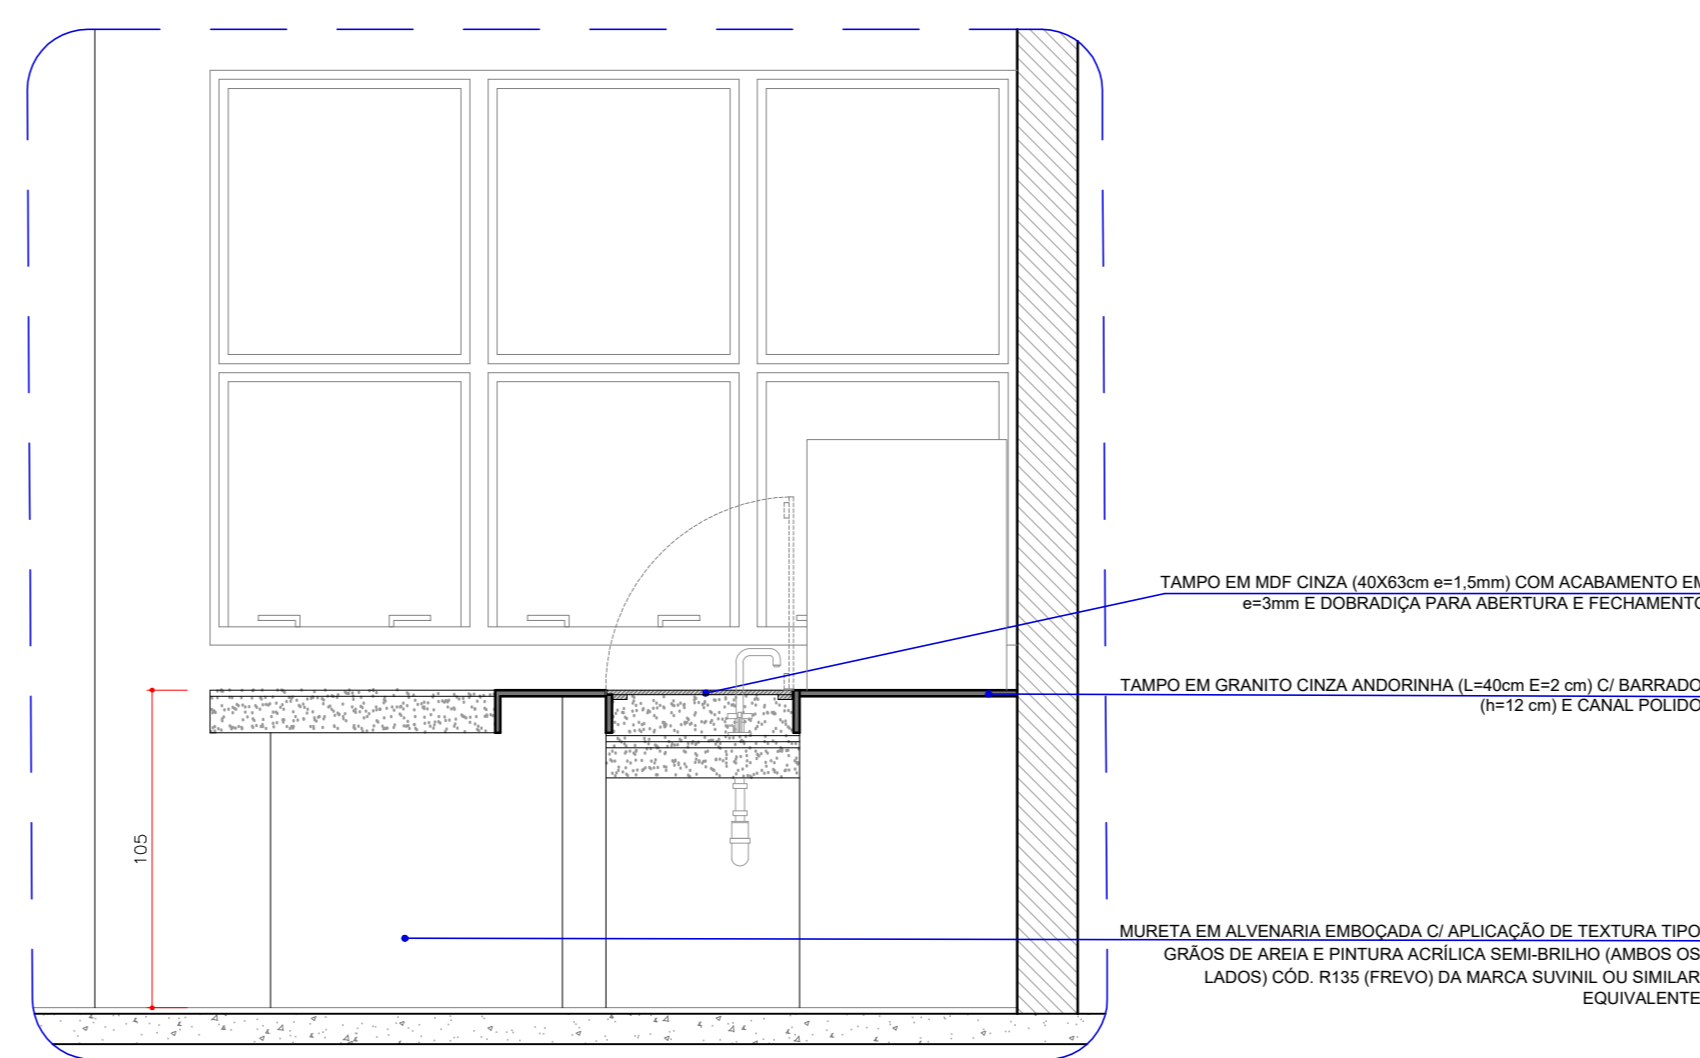 TAMPO EM MDF CINZA (40X63cm e=1,5mm) COM ACABAMENTO EM
e=3mm E DOBRADIÇA PARA ABERTURA E FECHAMENTO
TAMPO EM GRANITO CINZA ANDORINHA (L=40cm E=2 cm) C/ BARRADO
(h=12 cm) E CANAL POLIDO
105
MURETA EM ALVENARIA EMBOÇADA C/ APLICAÇÃO DE TEXTURA TIPO
GRÃOS DE AREIA E PINTURA ACRÍLICA SEMI-BRILHO (AMBOS OS
LADOS) CÓD. R135 (FREVO) DA MARCA SUVINIL OU SIMILAR
EQUIVALENTE